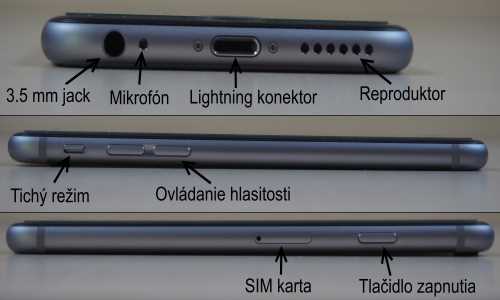 3.5 mm jack
Mikrofón
Lightning konektor
Reproduktor
Tichý režim
Ovládanie hlasitosti
SIM karta
Tlačidlo zapnutia